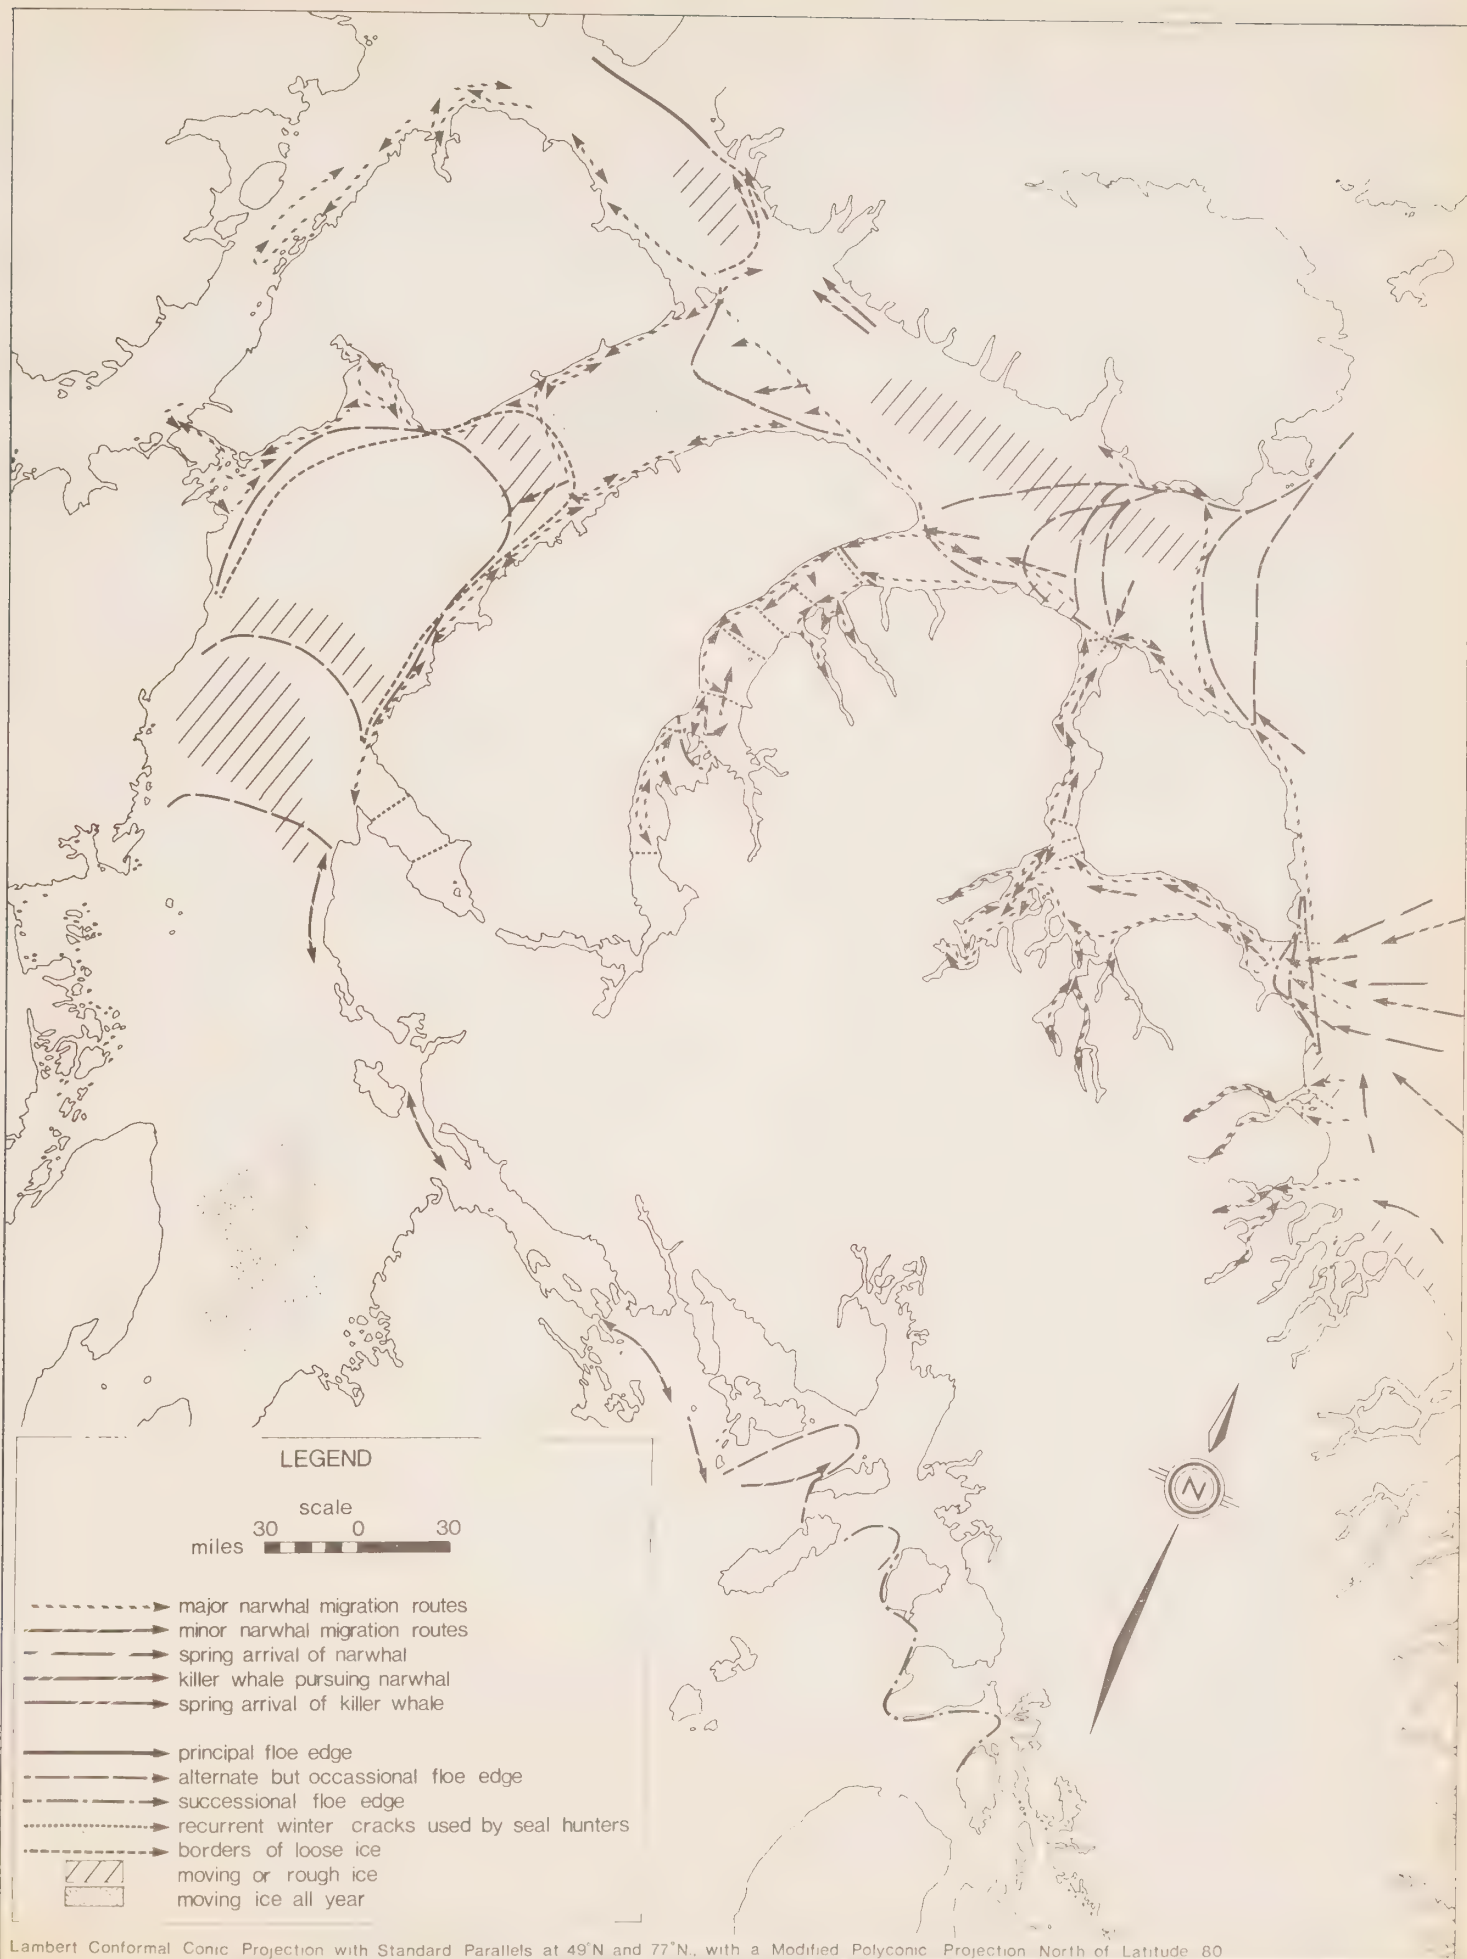 N
LEGEND
scale
30 0 30
miles
major narwhal migration routes
minor narwhal migration routes
spring arrival of narwhal
killer whale pursuing narwhal
spring arrival of killer whale
principal floe edge
alternate but occassional floe edge
successional floe edge
recurrent winter cracks used by seal hunters
borders of loose ice
moving or rough ice
moving ice all year
Lambert Conformal Conic Projection with Standard Parallels at 49°N and 77°N., with a Modified Polyconic Projection North of Latitude 80